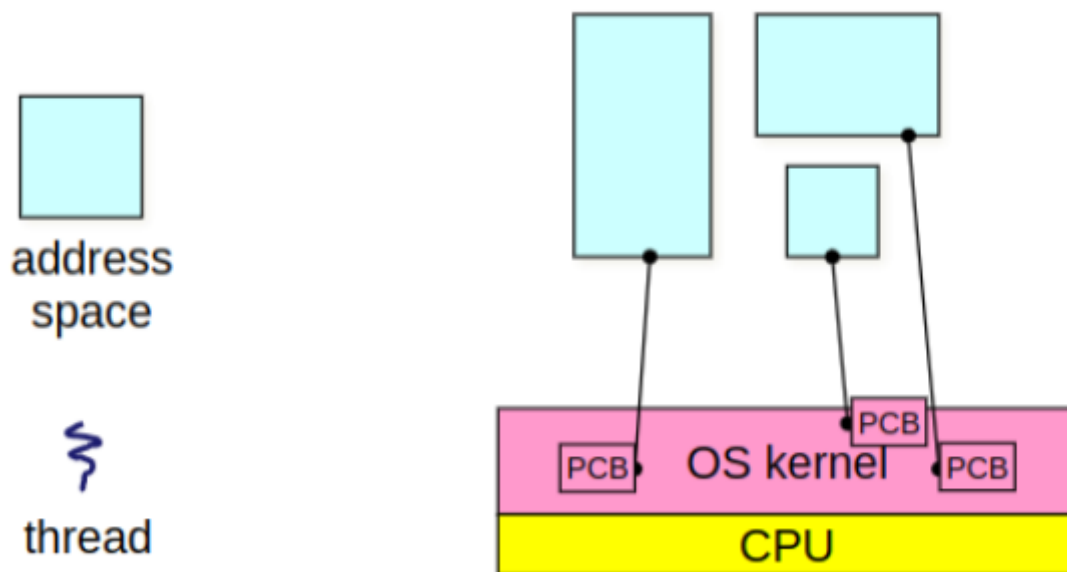 address
space
thread
PCB
OS kernel
PCB
PCB
CPU